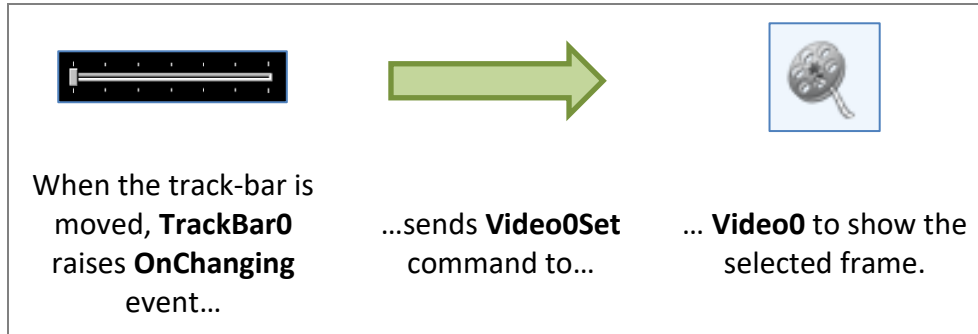 When the track-bar is
moved, TrackBar0
raises OnChanging
event…
…sends Video0Set
command to…
… Video0 to show the
selected frame.